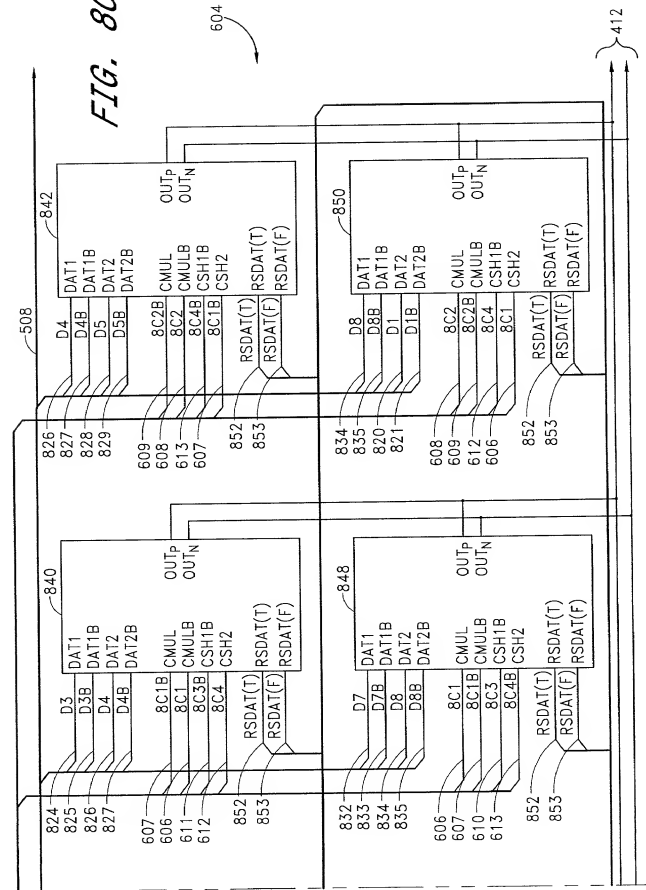 FIG. 8C
604
508
842
DAT1
DAT1B
DAT2
DAT2B
CMUL
CMULB
CSH1B
CSH2
RSDAT(T)
RSDAT(F)
OUTP
OUTN
D4
D4B
D5
D5B
8C2B
8C2
8C4B
8C1B
RSDAT(T)
RSDAT(F)
826
827
828
829
609
608
613
607
852
853
850
DAT1
DAT1B
DAT2
DAT2B
CMUL
CMULB
CSH1B
CSH2
RSDAT(T)
RSDAT(F)
OUTP
OUTN
D8
D8B
D1
D1B
8C2
8C2B
8C4
8C1
RSDAT(T)
RSDAT(F)
834
835
820
821
608
609
612
606
852
853
412
840
DAT1
DAT1B
DAT2
DAT2B
CMUL
CMULB
CSH1B
CSH2
RSDAT(T)
RSDAT(F)
OUTP
OUTN
D3
D3B
D4
D4B
8C1B
8C1
8C3B
8C4
RSDAT(T)
RSDAT(F)
824
825
826
827
607
606
611
612
852
853
848
DAT1
DAT1B
DAT2
DAT2B
CMUL
CMULB
CSH1B
CSH2
RSDAT(T)
RSDAT(F)
OUTP
OUTN
D7
D7B
D8
D8B
8C1
8C1B
8C3
8C4B
RSDAT(T)
RSDAT(F)
832
833
834
835
606
607
610
613
852
853